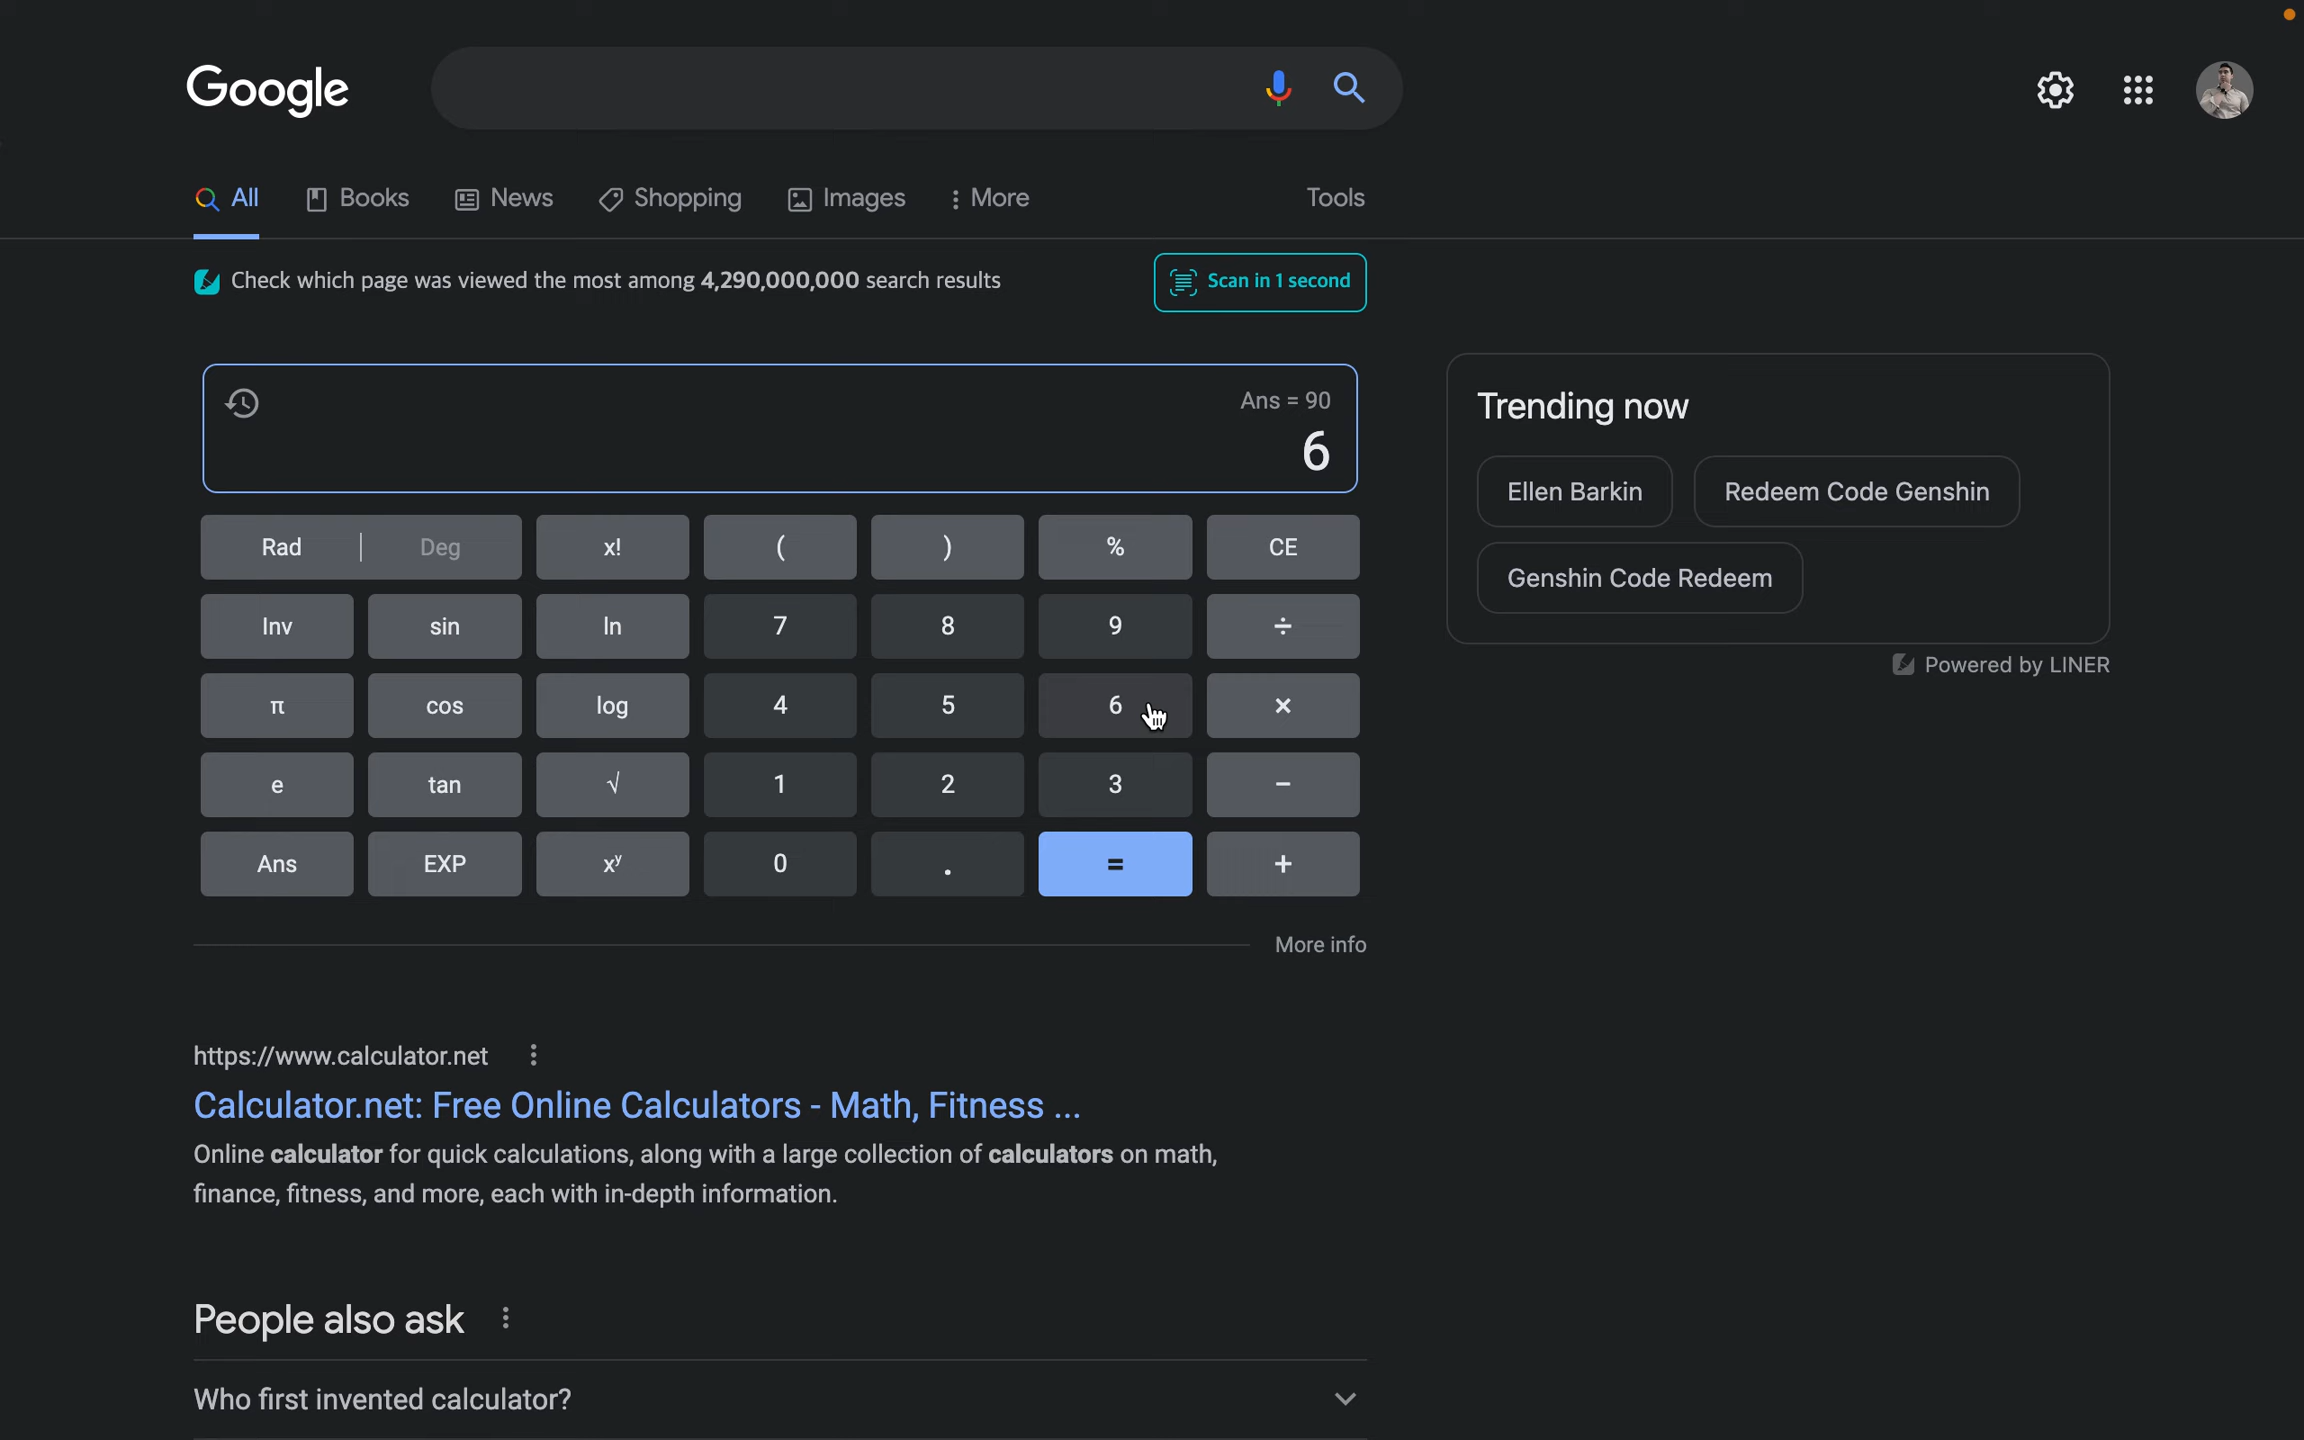 Google
All
Books
News
Shopping
Images
More
Tools
Check which page was viewed the most among 4,290,000,000 search results
Scan in 1 second
Ans = 90
6
Rad | Deg
x!
(
)
%
CE
Inv
sin
ln
7
8
9
÷
π
cos
log
4
5
6
×
e
tan
√
1
2
3
−
Ans
EXP
xʸ
0
.
=
+
More info
Trending now
Ellen Barkin
Redeem Code Genshin
Genshin Code Redeem
Powered by LINER
https://www.calculator.net
Calculator.net: Free Online Calculators - Math, Fitness ...
Online calculator for quick calculations, along with a large collection of calculators on math,
finance, fitness, and more, each with in-depth information.
People also ask
Who first invented calculator?